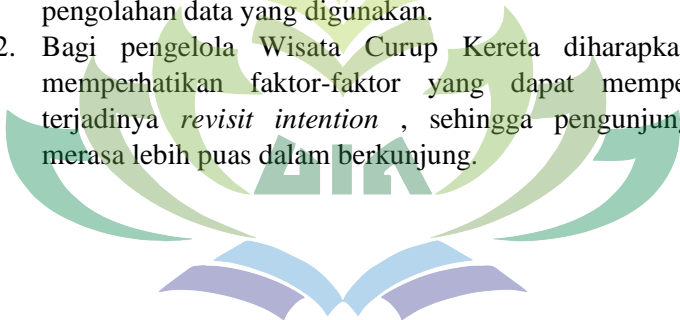 pengolahan data yang digunakan.
2. Bagi pengelola Wisata Curup Kereta diharapka
memperhatikan faktor-faktor yang dapat mempe
terjadinya revisit intention , sehingga pengunjung
merasa lebih puas dalam berkunjung.